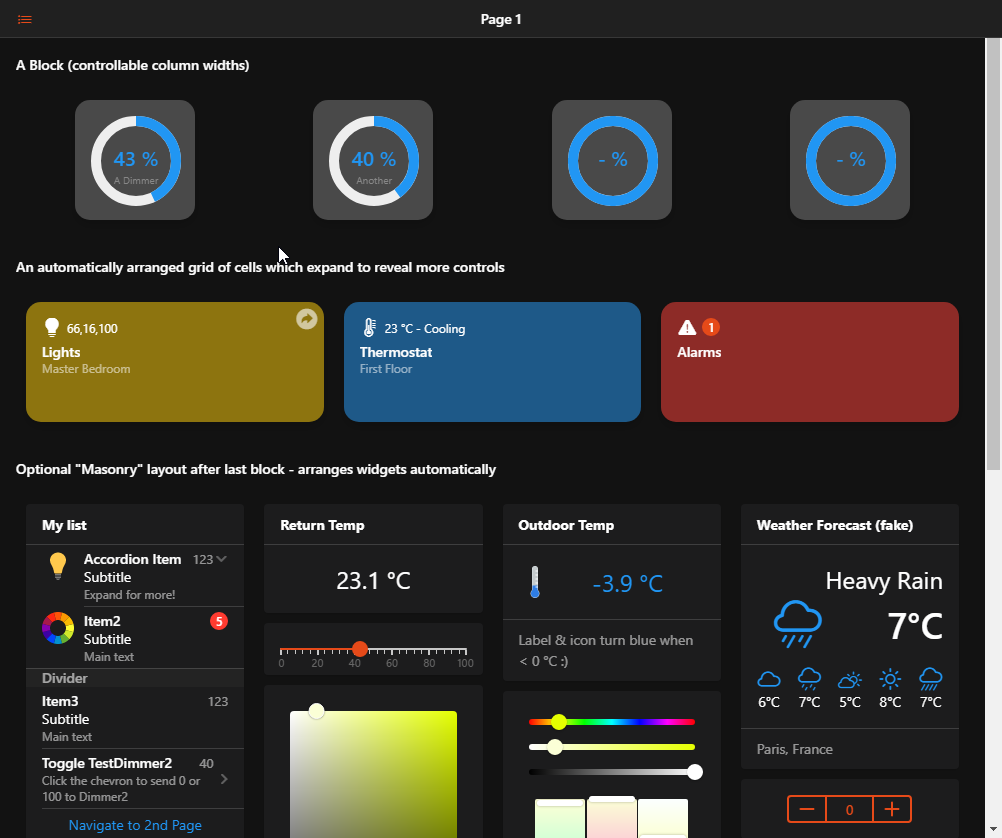 Page 1
A Block (controllable column widths)
43 %
A Dimmer
40 %
Another
- %
- %
An automatically arranged grid of cells which expand to reveal more controls
66,16,100
Lights
Master Bedroom
23 °C - Cooling
Thermostat
First Floor
1
Alarms
Optional "Masonry" layout after last block - arranges widgets automatically
My list
Accordion Item 123
Subtitle
Expand for more!
Item2 5
Subtitle
Main text
Divider
Item3 123
Subtitle
Main text
Toggle TestDimmer2 40
Click the chevron to send 0 or
100 to Dimmer2
Navigate to 2nd Page
Return Temp
23.1 °C
0 20 40 60 80 100
Outdoor Temp
-3.9 °C
Label & icon turn blue when
< 0 °C :)
Weather Forecast (fake)
Heavy Rain
7°C
6°C 7°C 5°C 8°C 7°C
Paris, France
0